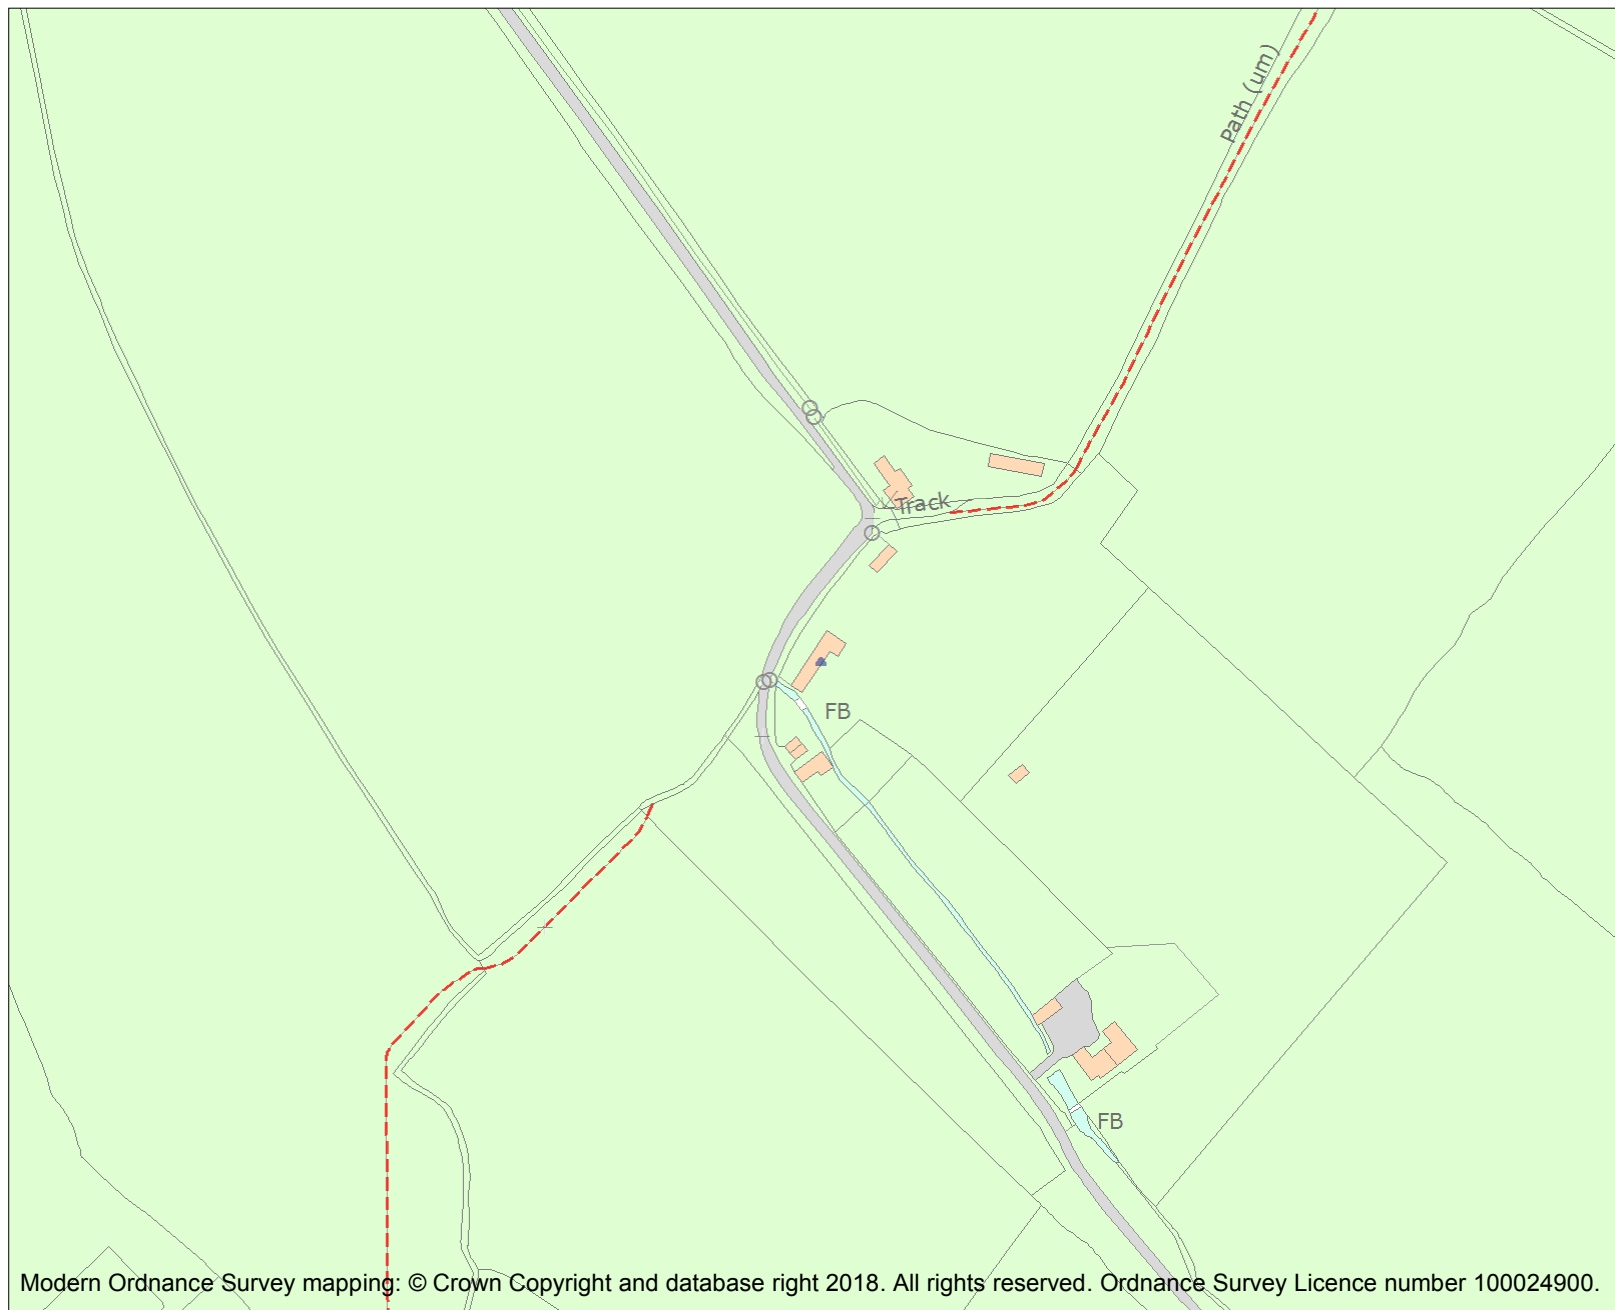 Path (um)
Track
FB
FB
Modern Ordnance Survey mapping: © Crown Copyright and database right 2018. All rights reserved. Ordnance Survey Licence number 100024900.